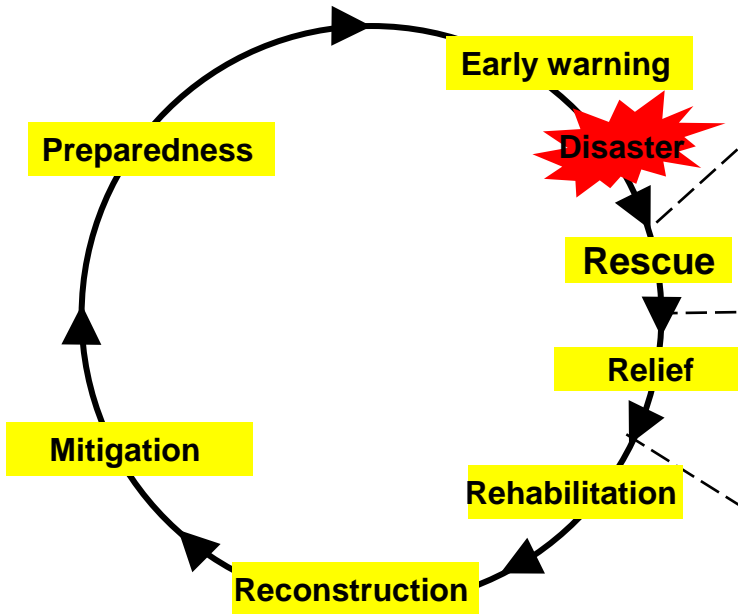 Early warning
Disaster
Preparedness
Rescue
Relief
Mitigation
Rehabilitation
Reconstruction